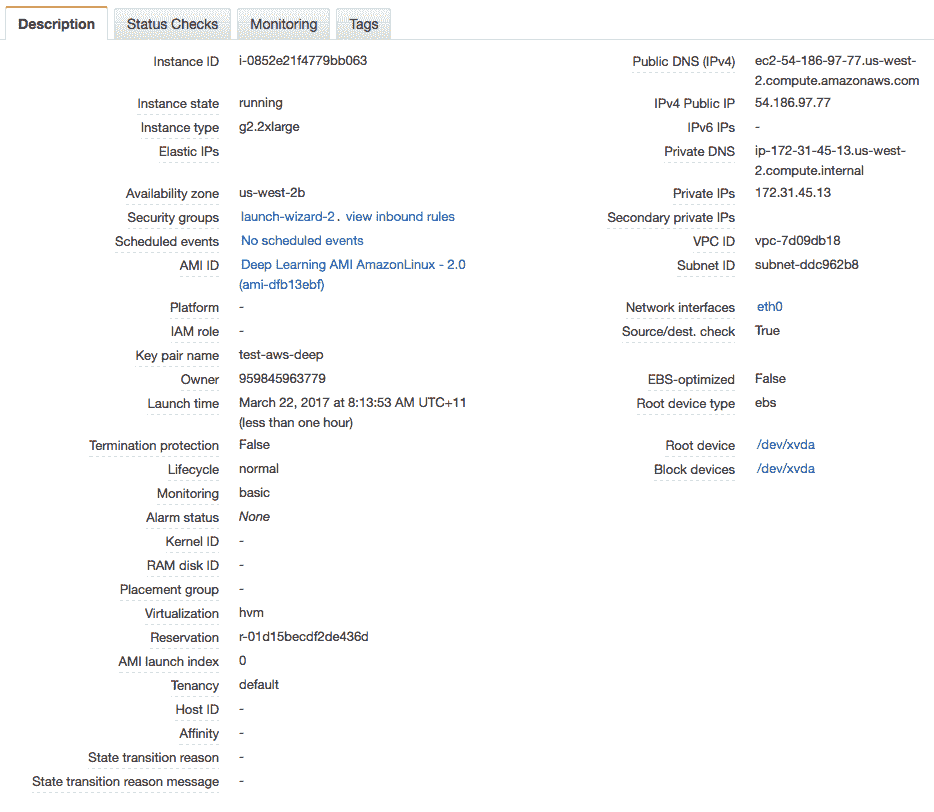 Description Status Checks Monitoring Tags
Instance ID i-0852e21f4779bb063 Public DNS (IPv4) ec2-54-186-97-77.us-west-
2.compute.amazonaws.com
Instance state running IPv4 Public IP 54.186.97.77
Instance type g2.2xlarge IPv6 IPs -
Elastic IPs Private DNS ip-172-31-45-13.us-west-
2.compute.internal
Availability zone us-west-2b Private IPs 172.31.45.13
Security groups launch-wizard-2. view inbound rules Secondary private IPs
Scheduled events No scheduled events VPC ID vpc-7d09db18
AMI ID Deep Learning AMI AmazonLinux - 2.0 Subnet ID subnet-ddc962b8
(ami-dfb13ebf)
Platform - Network interfaces eth0
IAM role - Source/dest. check True
Key pair name test-aws-deep
Owner 959845963779 EBS-optimized False
Launch time March 22, 2017 at 8:13:53 AM UTC+11 Root device type ebs
(less than one hour)
Termination protection False Root device /dev/xvda
Lifecycle normal Block devices /dev/xvda
Monitoring basic
Alarm status None
Kernel ID -
RAM disk ID -
Placement group -
Virtualization hvm
Reservation r-01d15becdf2de436d
AMI launch index 0
Tenancy default
Host ID -
Affinity -
State transition reason -
State transition reason message -